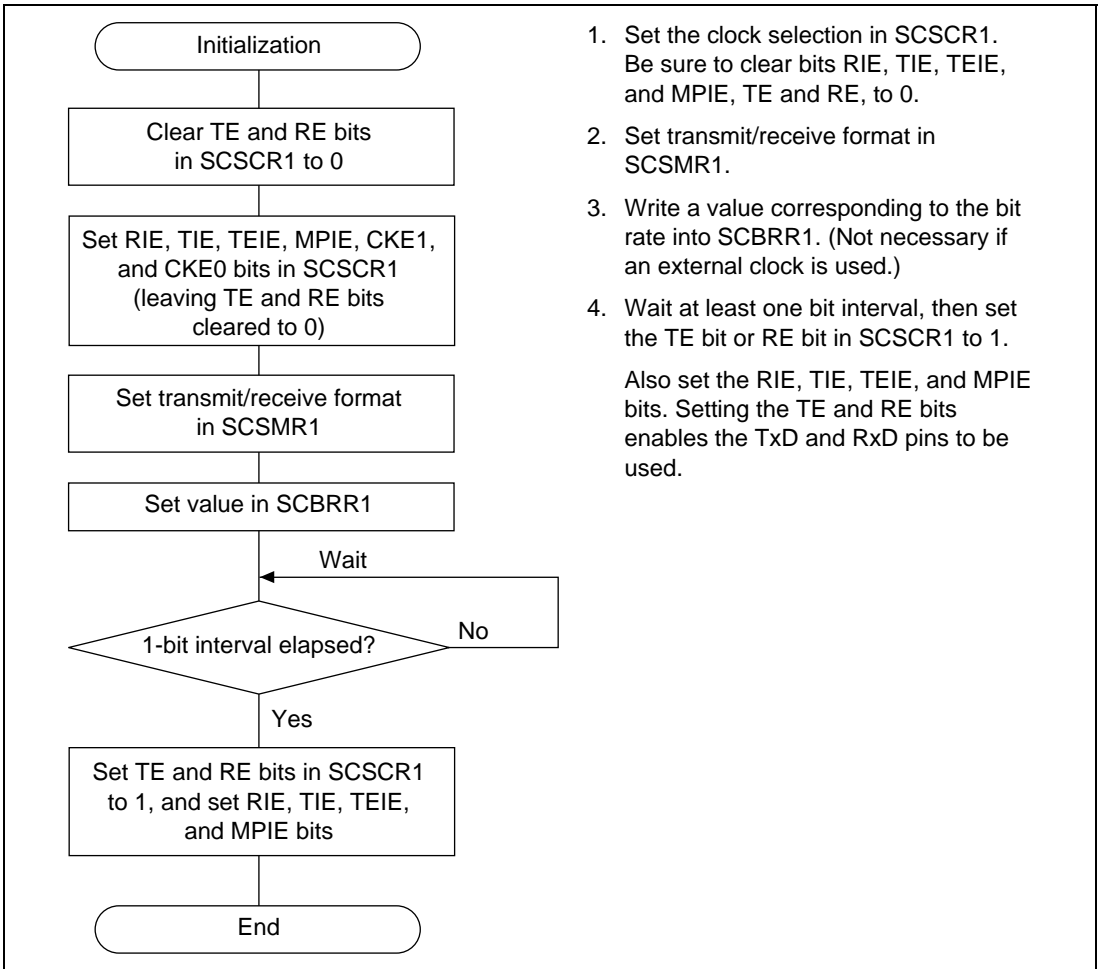 Initialization
Clear TE and RE bits
in SCSCR1 to 0
Set RIE, TIE, TEIE, MPIE, CKE1,
and CKE0 bits in SCSCR1
(leaving TE and RE bits
cleared to 0)
Set transmit/receive format
in SCSMR1
Set value in SCBRR1
Wait
1-bit interval elapsed?
No
Yes
Set TE and RE bits in SCSCR1
to 1, and set RIE, TIE, TEIE,
and MPIE bits
End
1. Set the clock selection in SCSCR1.
Be sure to clear bits RIE, TIE, TEIE,
and MPIE, TE and RE, to 0.
2. Set transmit/receive format in
SCSMR1.
3. Write a value corresponding to the bit
rate into SCBRR1. (Not necessary if
an external clock is used.)
4. Wait at least one bit interval, then set
the TE bit or RE bit in SCSCR1 to 1.
Also set the RIE, TIE, TEIE, and MPIE
bits. Setting the TE and RE bits
enables the TxD and RxD pins to be
used.